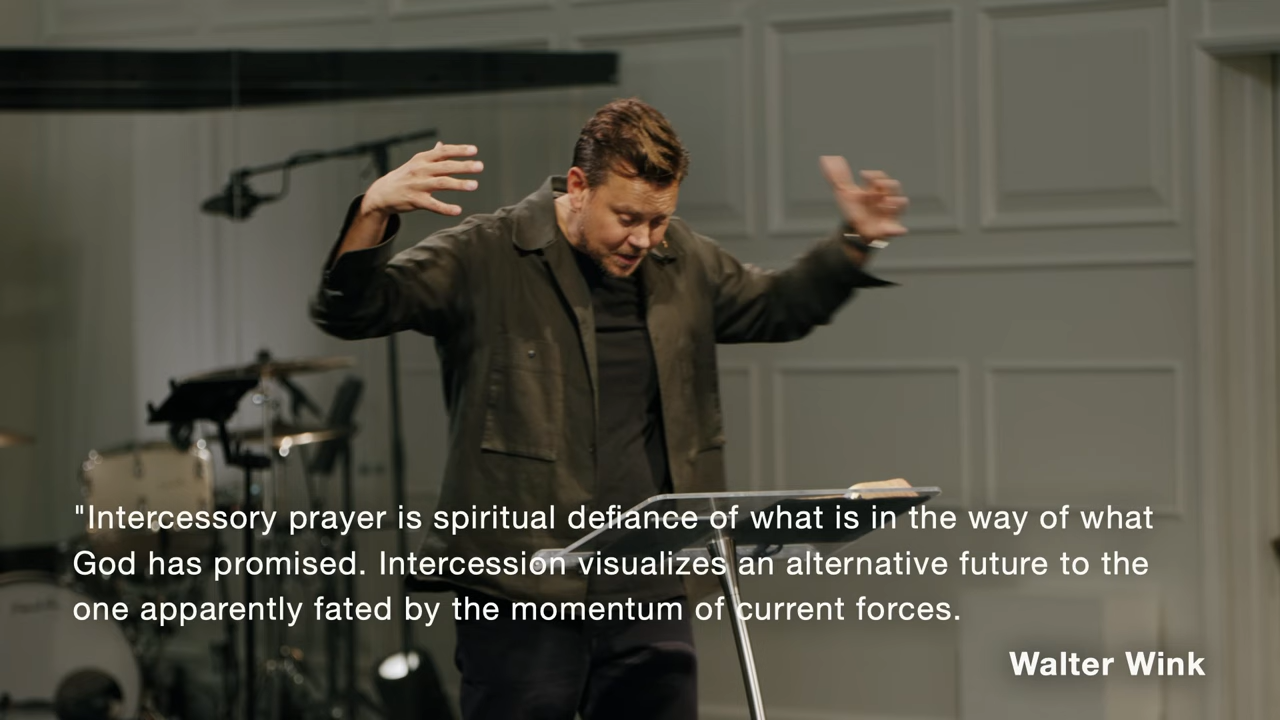 "Intercessory prayer is spiritual defiance of what is in the way of what
God has promised. Intercession visualizes an alternative future to the
one apparently fated by the momentum of current forces.
Walter Wink